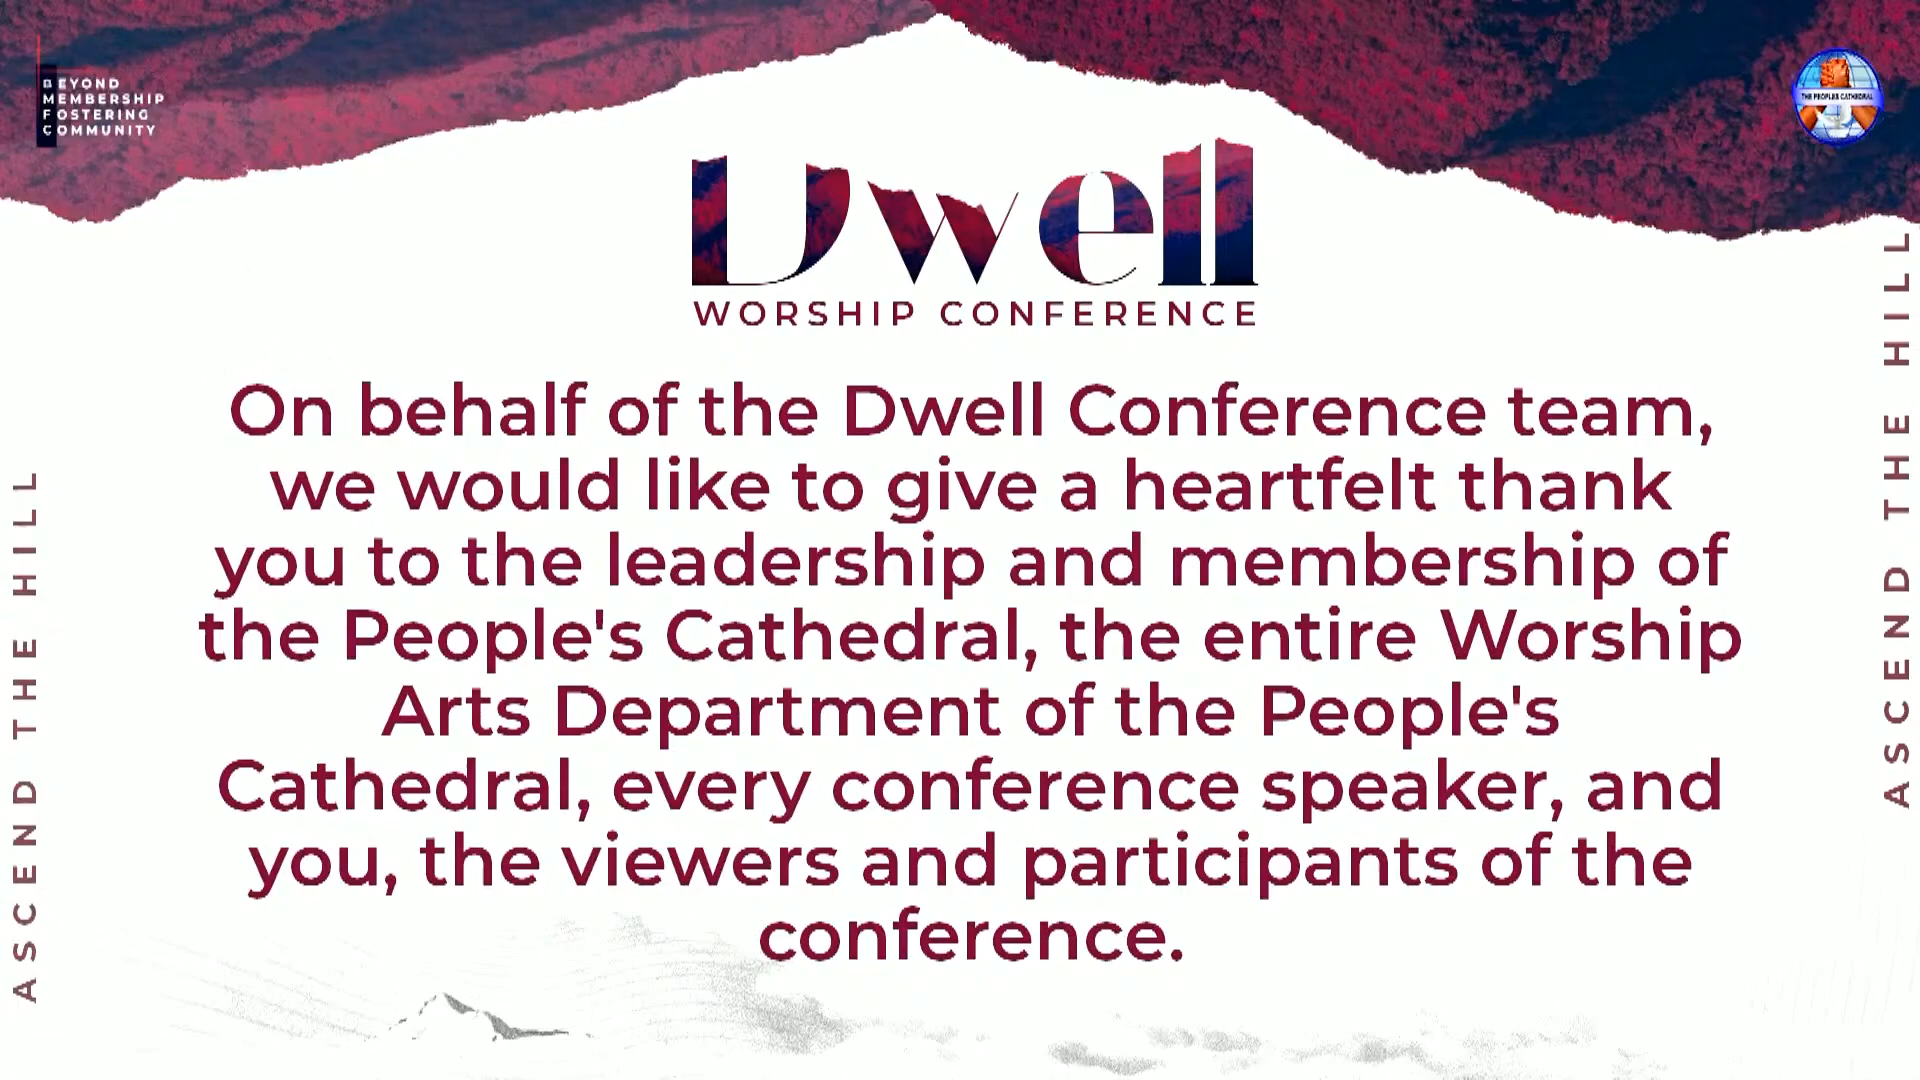 BEYOND
MEMBERSHIP
FOSTERING
COMMUNITY
THE PEOPLES CATHEDRAL
Dwell
WORSHIP CONFERENCE
On behalf of the Dwell Conference team,
we would like to give a heartfelt thank
you to the leadership and membership of
the People's Cathedral, the entire Worship
Arts Department of the People's
Cathedral, every conference speaker, and
you, the viewers and participants of the
conference.
ASCEND THE HILL
ASCEND THE HILL